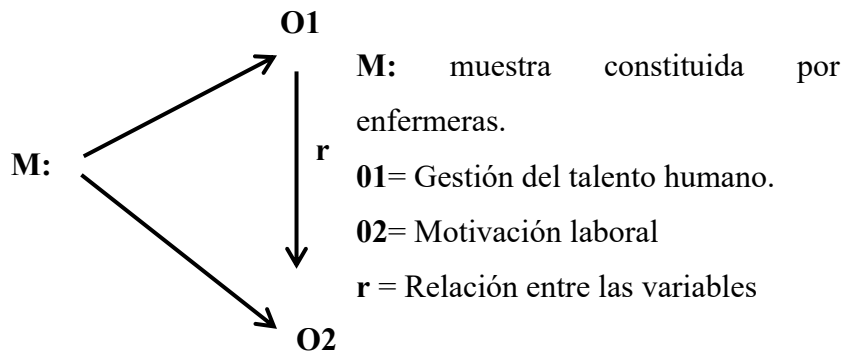 O1
M: muestra constituida por
enfermeras.
M:
r
01= Gestión del talento humano.
02= Motivación laboral
r = Relación entre las variables
O2